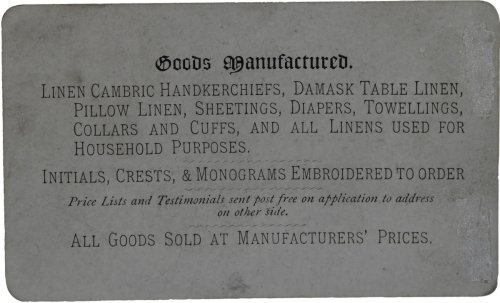 Goods Manufactured.
Linen Cambric Handkerchiefs, Damask Table Linen,
Pillow Linen, Sheetings, Diapers, Towellings,
Collars and Cuffs, and all Linens used for
Household Purposes.
Initials, Crests, & Monograms Embroidered to order
Price Lists and Testimonials sent post free on application to address
on other side.
All Goods Sold at Manufacturers' Prices.